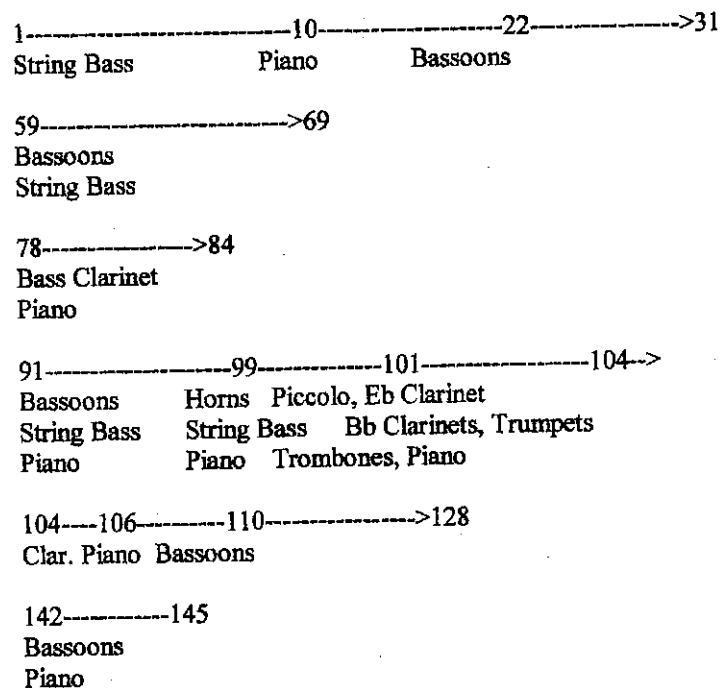 1--------------------------10------------------22--------------->31
String Bass Piano Bassoons
59------------------------->69
Bassoons
String Bass
78----------------->84
Bass Clarinet
Piano
91------------------99--------------101-----------------104-->
Bassoons Horns Piccolo, Eb Clarinet
String Bass String Bass Bb Clarinets, Trumpets
Piano Piano Trombones, Piano
104----106----------110----------------->128
Clar. Piano Bassoons
142------------145
Bassoons
Piano